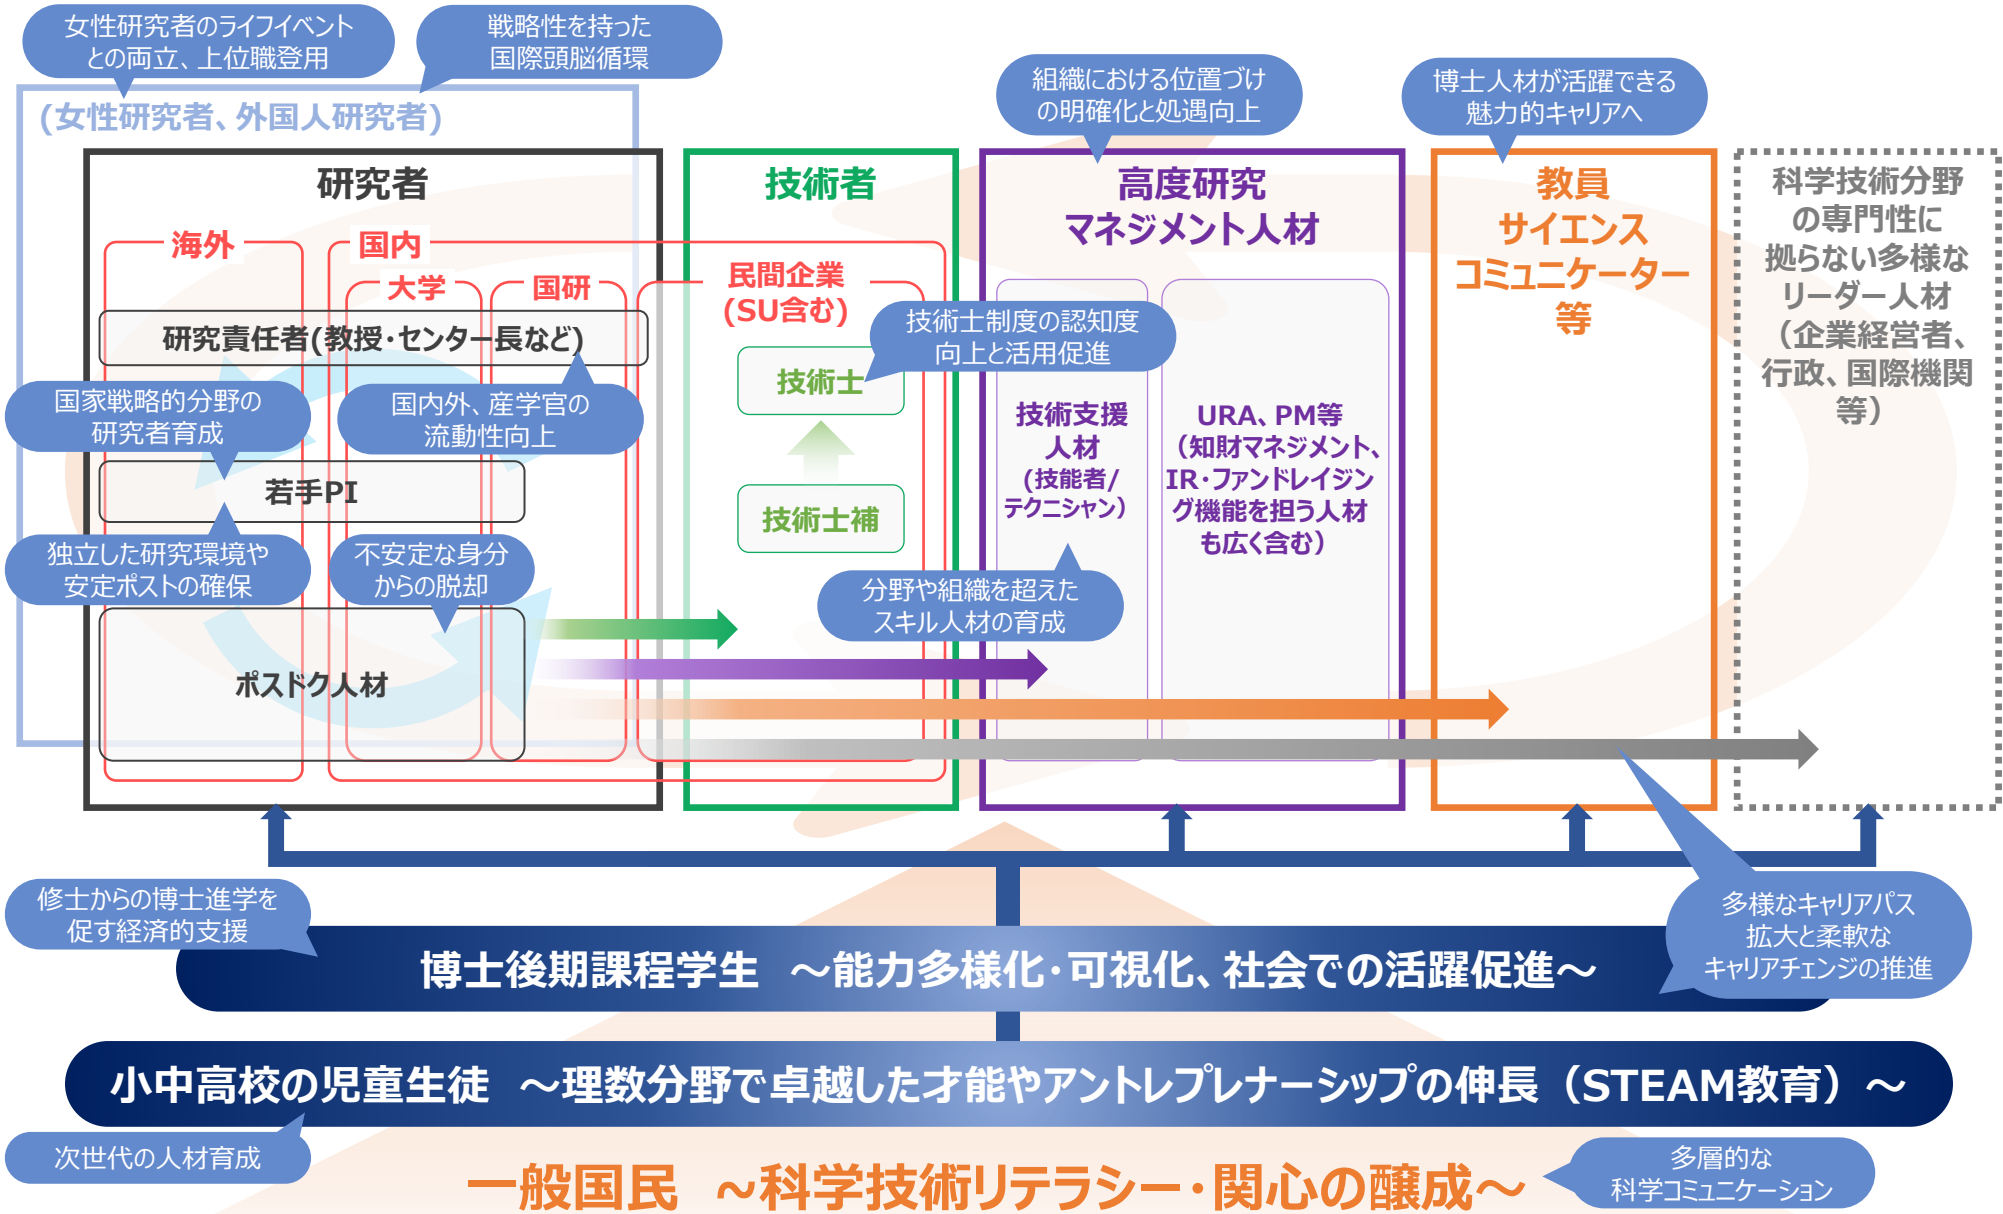 女性研究者のライフイベント
との両立、上位職登用
戦略性を持った
国際頭脳循環
組織における位置づけ
の明確化と処遇向上
博士人材が活躍できる
魅力的キャリアへ
(女性研究者、外国人研究者)
研究者
海外
国内
大学
国研
民間企業
(SU含む)
研究責任者(教授・センター長など)
国家戦略的分野の
研究者育成
国内外、産学官の
流動性向上
若手PI
独立した研究環境や
安定ポストの確保
不安定な身分
からの脱却
ポスドク人材
技術者
技術士制度の認知度
向上と活用促進
技術士
技術士補
高度研究
マネジメント人材
技術支援
人材
(技能者/
テクニシャン）
URA、PM等
（知財マネジメント、
IR・ファンドレイジン
グ機能を担う人材
も広く含む）
分野や組織を超えた
スキル人材の育成
教員
サイエンス
コミュニケーター
等
科学技術分野
の専門性に
拠らない多様な
リーダー人材
（企業経営者、
行政、国際機関
等）
修士からの博士進学を
促す経済的支援
多様なキャリアパス
拡大と柔軟な
キャリアチェンジの推進
博士後期課程学生　～能力多様化・可視化、社会での活躍促進～
小中高校の児童生徒　～理数分野で卓越した才能やアントレプレナーシップの伸長（STEAM教育）～
次世代の人材育成
一般国民　~科学技術リテラシー・関心の醸成～
多層的な
科学コミュニケーション